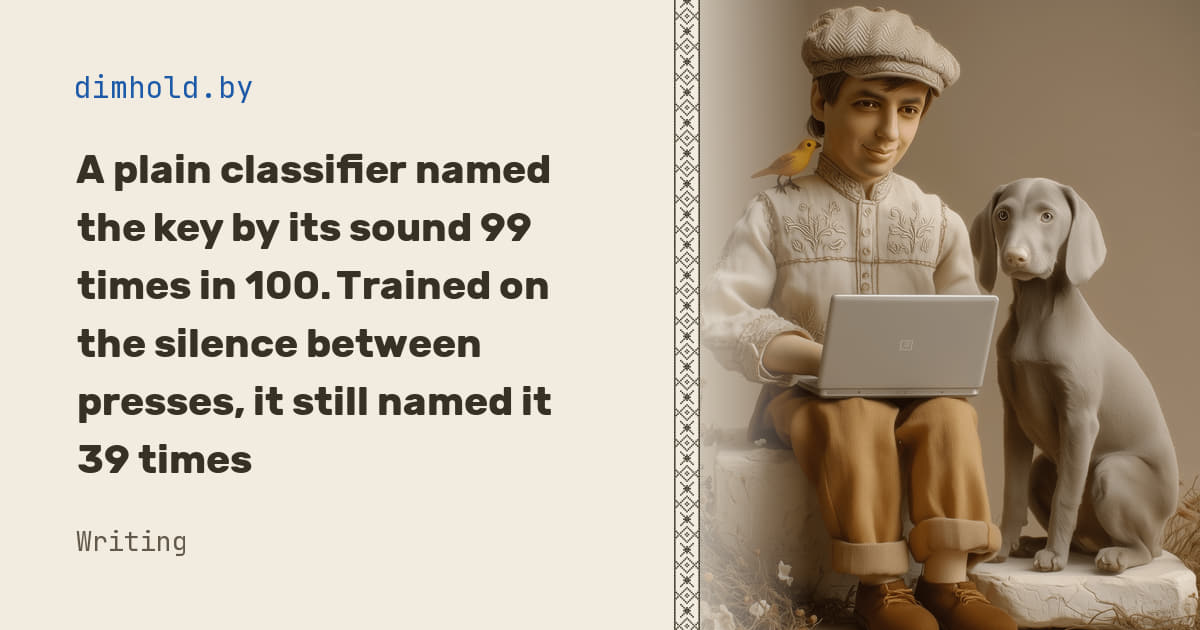 dimhold.by
A plain classifier named
the key by its sound 99
times in 100. Trained on
the silence between
presses, it still named it
39 times
Writing